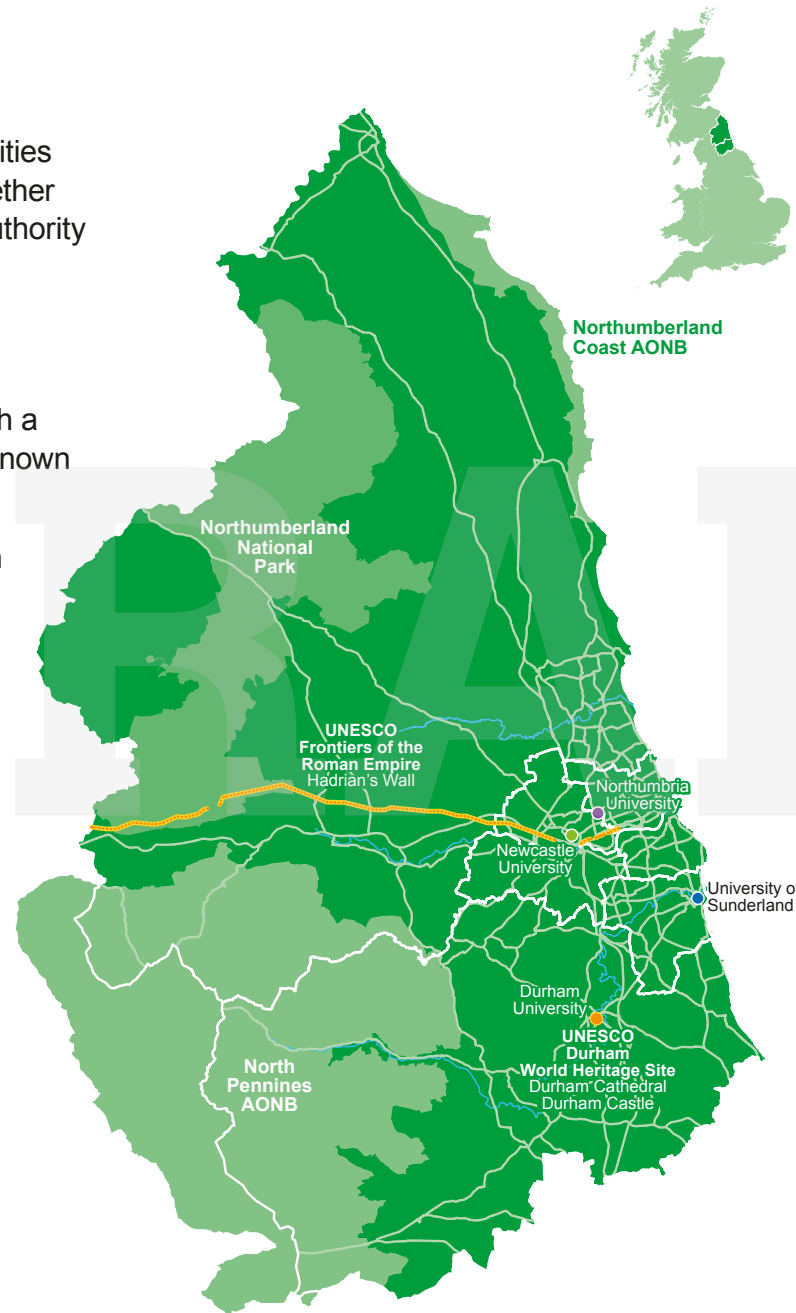 ities
ether
uthority
Northumberland
Coast AONB
h a
nown
n
Northumberland
National
Park
UNESCO
Frontiers of the
Roman Empire
Hadrian's Wall
Northumbria
University
Newcastle
University
University of
Sunderland
Durham
University
UNESCO
Durham
World Heritage Site
Durham Cathedral
Durham Castle
North
Pennines
AONB
RA